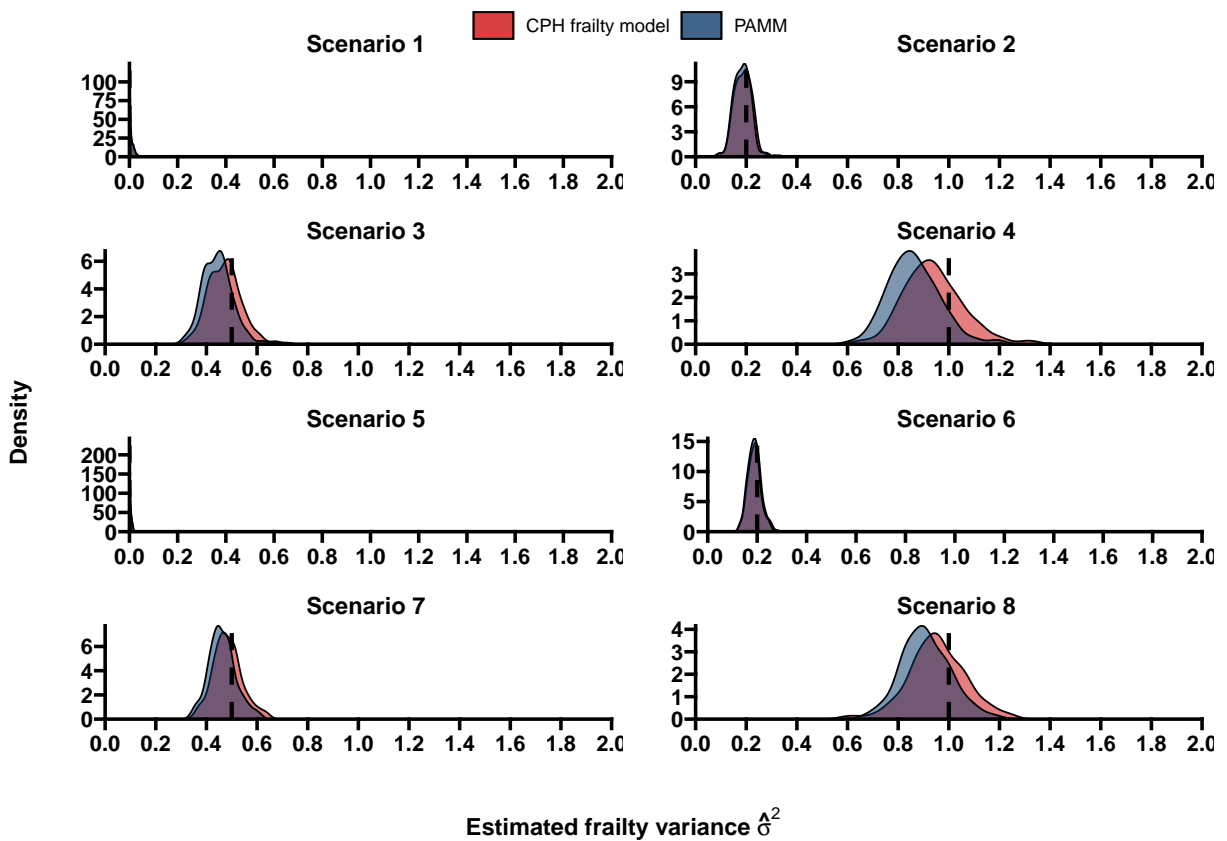 CPH frailty model PAMM
Scenario 1
100
75
50
25
0
0.0 0.2 0.4 0.6 0.8 1.0 1.2 1.4 1.6 1.8 2.0
Scenario 2
9
6
3
0
0.0 0.2 0.4 0.6 0.8 1.0 1.2 1.4 1.6 1.8 2.0
Scenario 3
6
4
2
0
0.0 0.2 0.4 0.6 0.8 1.0 1.2 1.4 1.6 1.8 2.0
Scenario 4
3
2
1
0
0.0 0.2 0.4 0.6 0.8 1.0 1.2 1.4 1.6 1.8 2.0
Density
Scenario 5
200
150
100
50
0
0.0 0.2 0.4 0.6 0.8 1.0 1.2 1.4 1.6 1.8 2.0
Scenario 6
15
10
5
0
0.0 0.2 0.4 0.6 0.8 1.0 1.2 1.4 1.6 1.8 2.0
Scenario 7
6
4
2
0
0.0 0.2 0.4 0.6 0.8 1.0 1.2 1.4 1.6 1.8 2.0
Scenario 8
4
3
2
1
0
0.0 0.2 0.4 0.6 0.8 1.0 1.2 1.4 1.6 1.8 2.0
Estimated frailty variance σ̂²